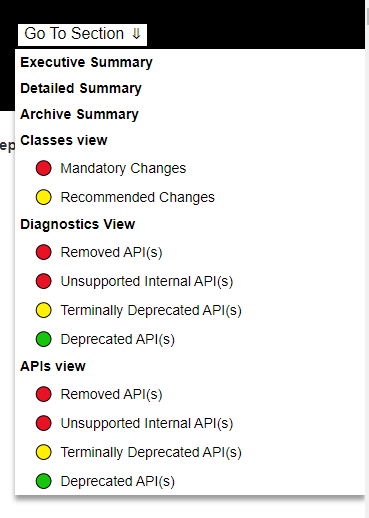 Go To Section ⇓
Executive Summary
Detailed Summary
Archive Summary
ep
Classes view
Mandatory Changes
Recommended Changes
Diagnostics View
Removed API(s)
Unsupported Internal API(s)
Terminally Deprecated API(s)
Deprecated API(s)
APIs view
Removed API(s)
Unsupported Internal API(s)
Terminally Deprecated API(s)
Deprecated API(s)